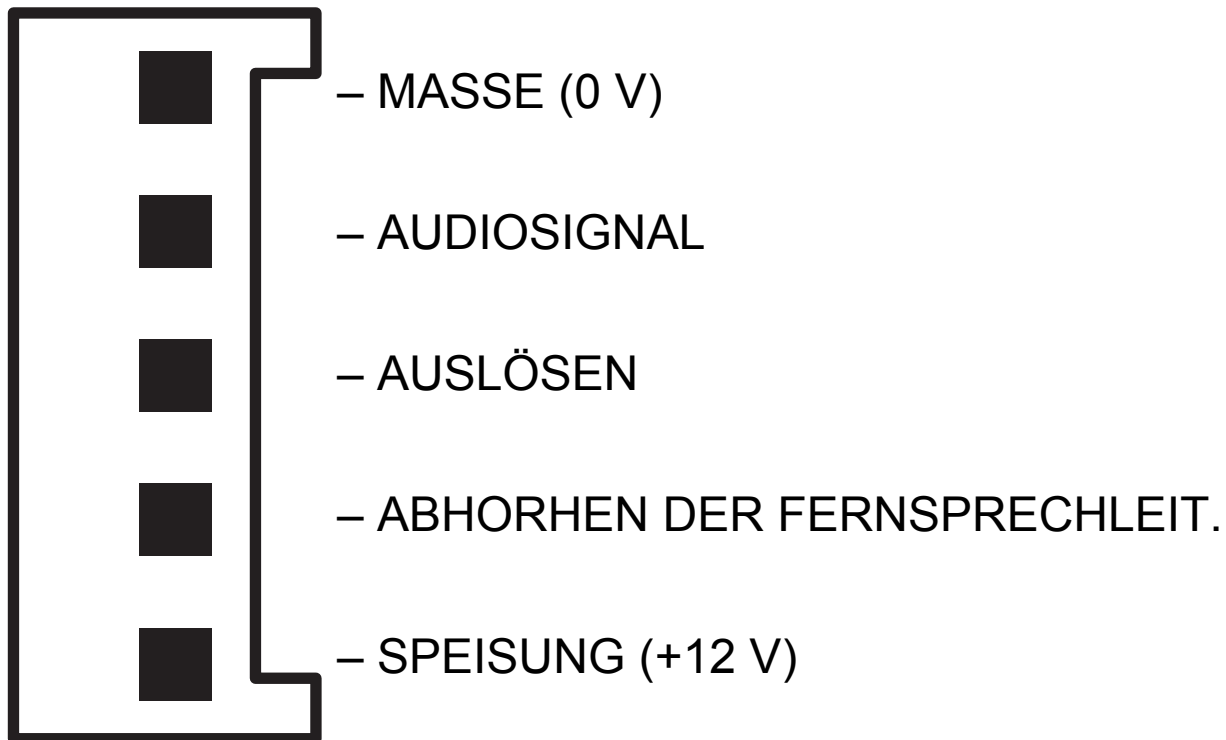 – MASSE (0 V)
– AUDIOSIGNAL
– AUSLÖSEN
– ABHORHEN DER FERNSPRECHLEIT.
– SPEISUNG (+12 V)